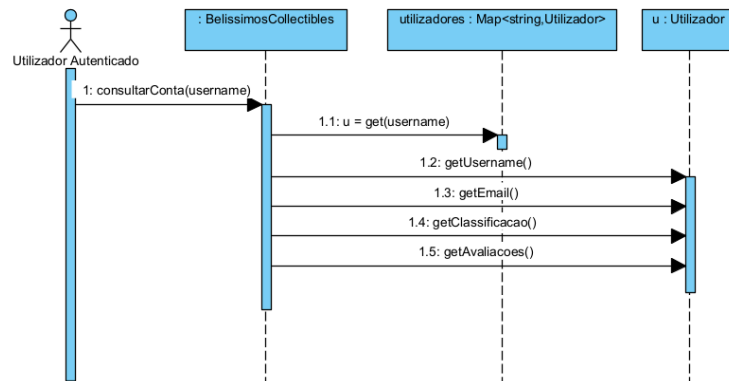 : BelissimosCollectibles
utilizadores : Map<string,Utilizador>
u : Utilizador
Utilizador Autenticado
1: consultarConta(username)
1.1: u = get(username)
1.2: getUsername()
1.3: getEmail()
1.4: getClassificacao()
1.5: getAvaliacoes()